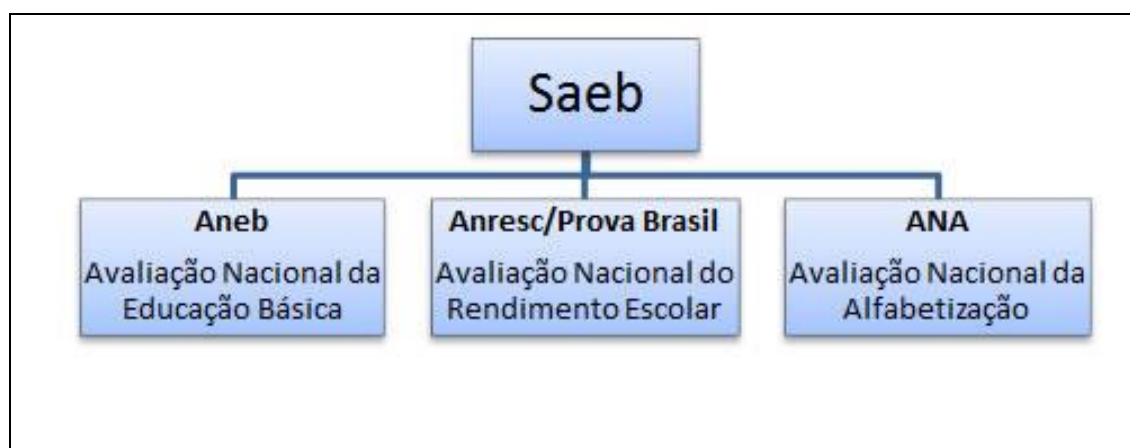 Saeb
Aneb
Avaliação Nacional da
Educação Básica
Anresc/Prova Brasil
Avaliação Nacional do
Rendimento Escolar
ANA
Avaliação Nacional da
Alfabetização